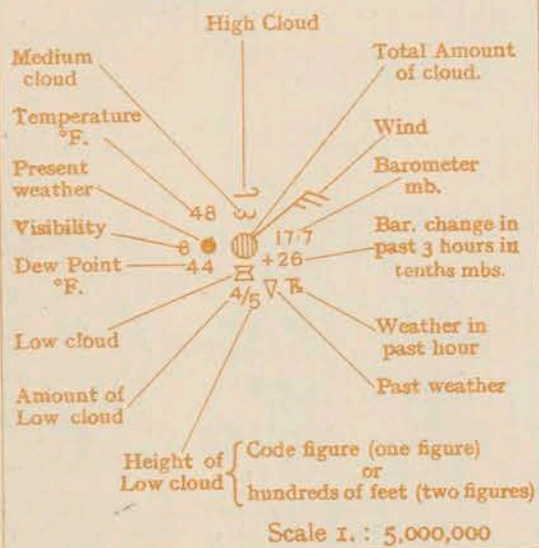 High Cloud
Medium
cloud
Total Amount
of cloud.
Temperature
°F.
Wind
Present
weather
Barometer
mb.
48
Visibility
6
17.7
Bar. change in
past 3 hours in
tenths mbs.
+26
Dew Point
°F.
44
4/5
Low cloud
Weather in
past hour
Amount of
Low cloud
Past weather
Height of
Low cloud
Code figure (one figure)
or
hundreds of feet (two figures)
Scale 1. : 5,000,000